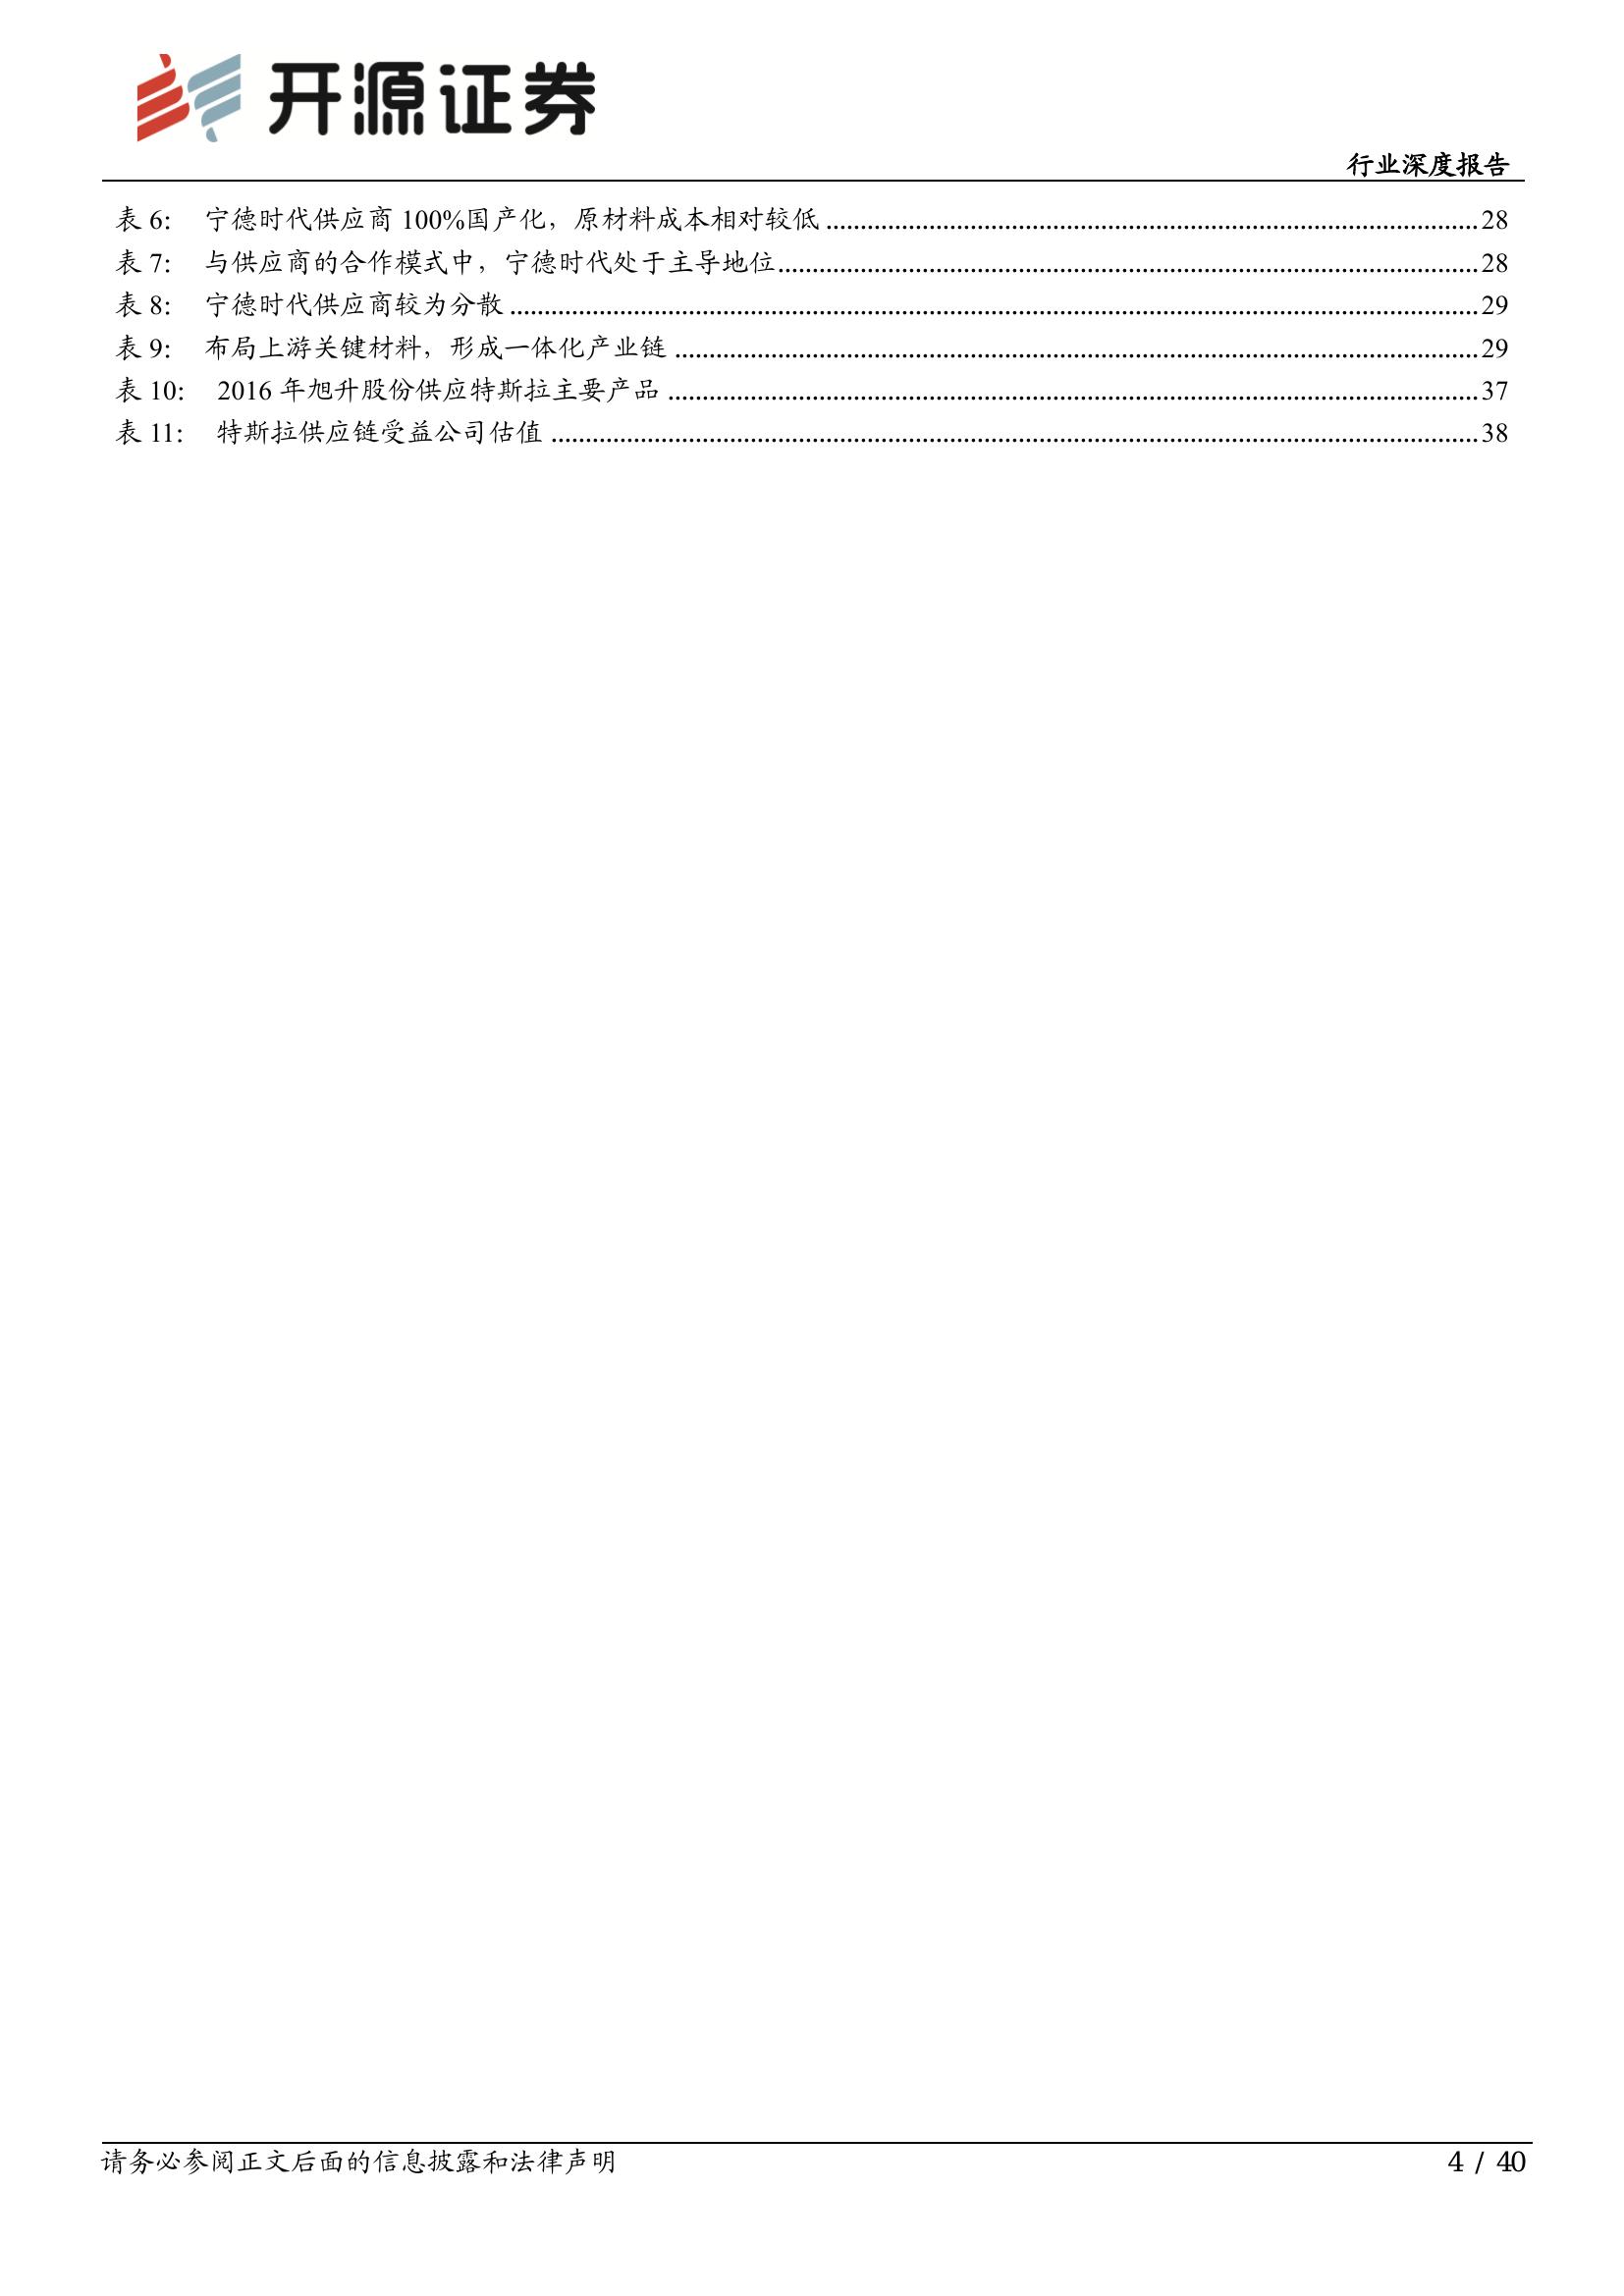 开源证券
行业深度报告
表 6： 宁德时代供应商 100%国产化，原材料成本相对较低 ........................................................................................ 28
表 7： 与供应商的合作模式中，宁德时代处于主导地位 ........................................................................................ 28
表 8： 宁德时代供应商较为分散 ........................................................................................ 29
表 9： 布局上游关键材料，形成一体化产业链 ........................................................................................ 29
表 10： 2016 年旭升股份供应特斯拉主要产品 ........................................................................................ 37
表 11： 特斯拉供应链受益公司估值 ........................................................................................ 38
请务必参阅正文后面的信息披露和法律声明 4 / 40